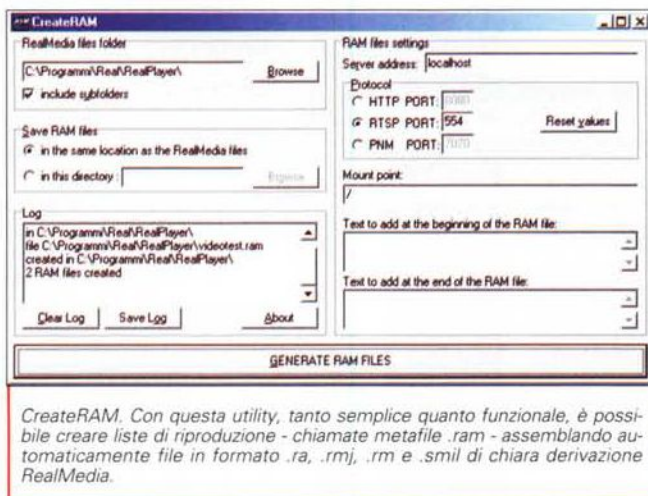 CreateRAM
RealMedia files folder
C:\Programmi\Real\RealPlayer\
Browse
include subfolders
Save RAM files
in the same location as the RealMedia files
in this directory:
Browse
Log
in C:\Programmi\Real\RealPlayer\
file C:\Programmi\Real\RealPlayer\videotest.ram
created in C:\Programmi\Real\RealPlayer\
2 RAM files created
Clear Log
Save Log
About
RAM files settings
Server address: localhost
Protocol
HTTP PORT: 8080
RTSP PORT: 554
PNM PORT: 7070
Reset values
Mount point:
/
Text to add at the beginning of the RAM file:
Text to add at the end of the RAM file:
GENERATE RAM FILES
CreateRAM. Con questa utility, tanto semplice quanto funzionale, è possi-
bile creare liste di riproduzione - chiamate metafile .ram - assemblando au-
tomaticamente file in formato .ra, .rmj, .rm e .smil di chiara derivazione
RealMedia.